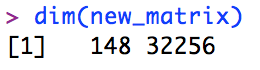 > dim(new_matrix)
[1]   148 32256